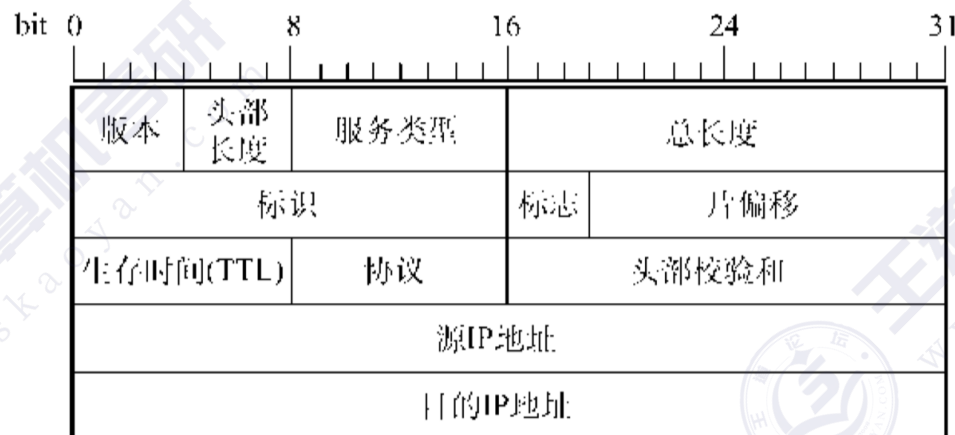 bit 0 8 16 24 31
版本 头部长度 服务类型 总长度
标识 标志 片偏移
生存时间(TTL) 协议 头部校验和
源IP地址
目的IP地址